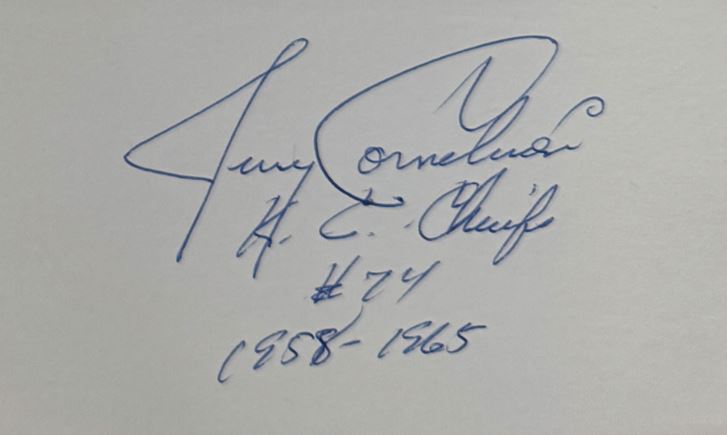 Jerry Cornelison
K. C. Chiefs
#74
1958-1965